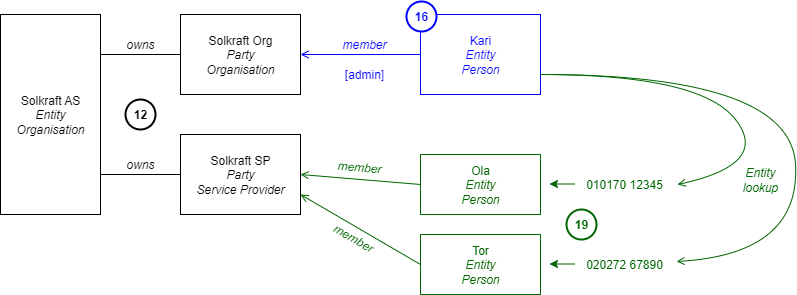 16
Solkraft Org
Party
Organisation
owns
member
[admin]
Kari
Entity
Person
Solkraft AS
Entity
Organisation
12
Solkraft SP
Party
Service Provider
owns
member
Ola
Entity
Person
010170 12345
Entity
lookup
19
member
Tor
Entity
Person
020272 67890